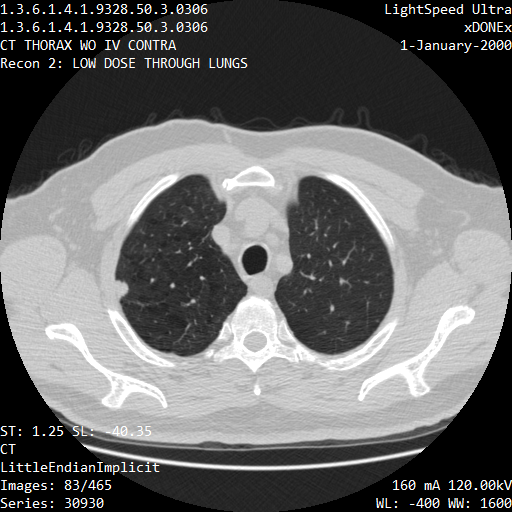 1.3.6.1.4.1.9328.50.3.0306
LightSpeed Ultra
1.3.6.1.4.1.9328.50.3.0306
xDONEx
CT THORAX WO IV CONTRA
1-January-2000
Recon 2: LOW DOSE THROUGH LUNGS
ST: 1.25 SL: -40.35
CT
LittleEndianImplicit
Images: 83/465
160 mA 120.00kV
Series: 30930
WL: -400 WW: 1600